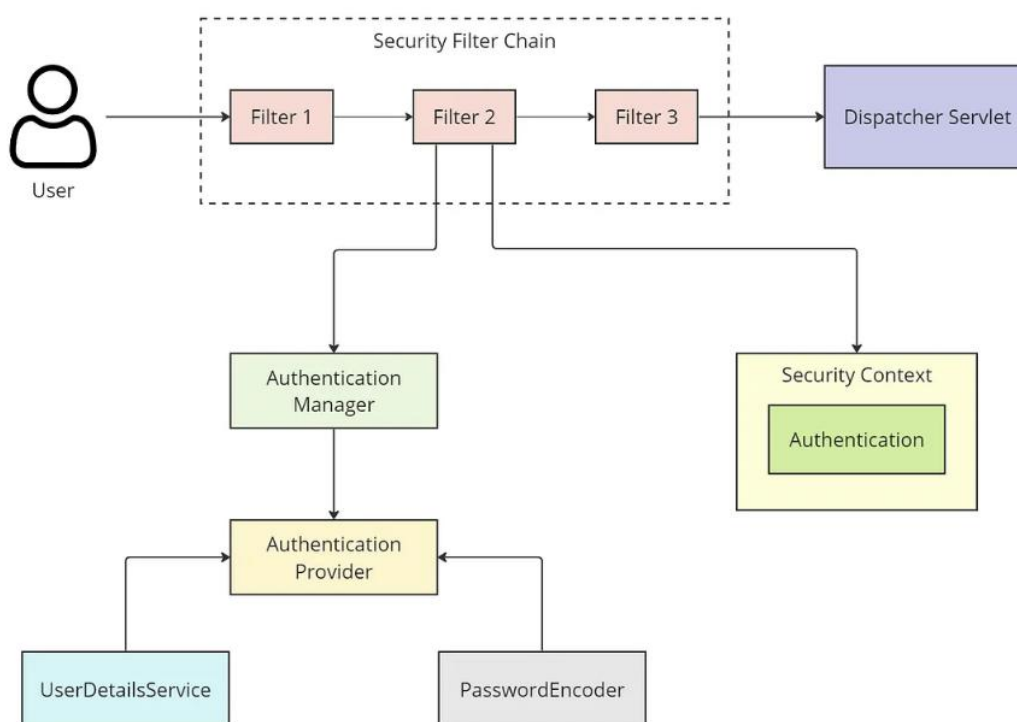 Security Filter Chain
Filter 1
Filter 2
Filter 3
Dispatcher Servlet
User
Authentication
Manager
Security Context
Authentication
Authentication
Provider
UserDetailsService
PasswordEncoder